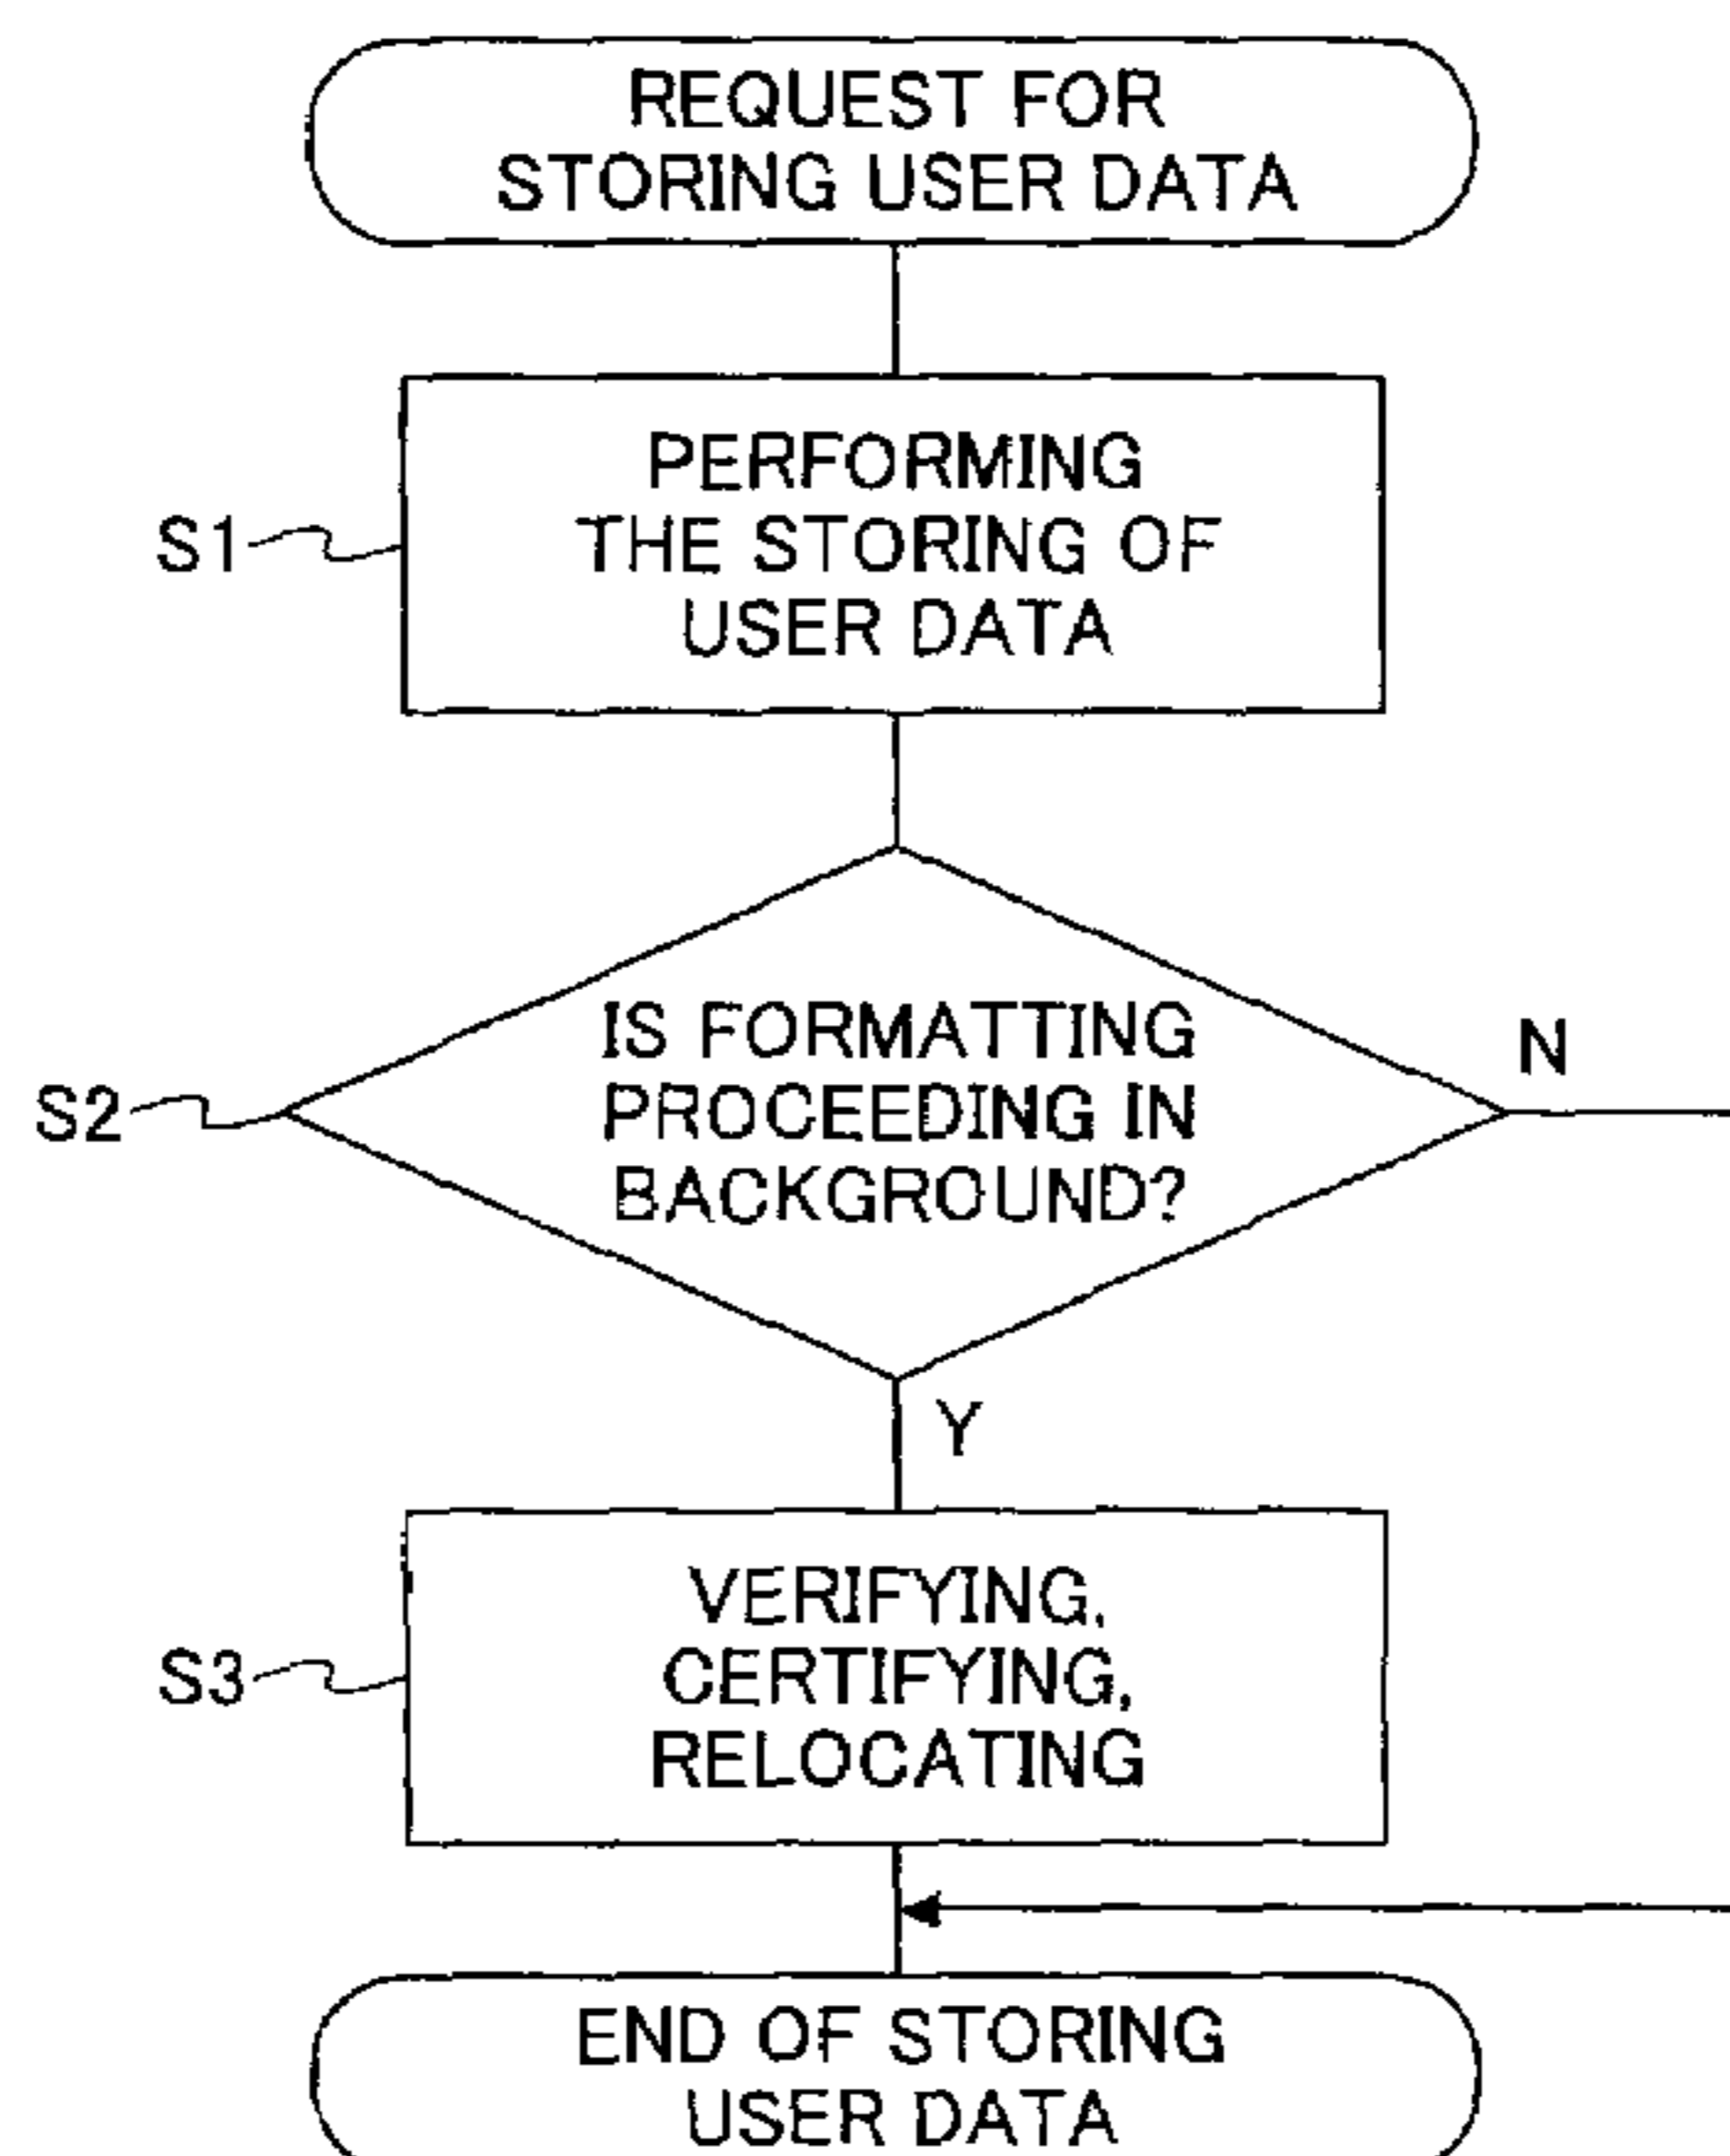 REQUEST FOR
STORING USER DATA
PERFORMING
THE STORING OF
USER DATA
S1
IS FORMATTING
PROCEEDING IN
BACKGROUND?
N
S2
Y
VERIFYING,
CERTIFYING,
RELOCATING
S3
END OF STORING
USER DATA